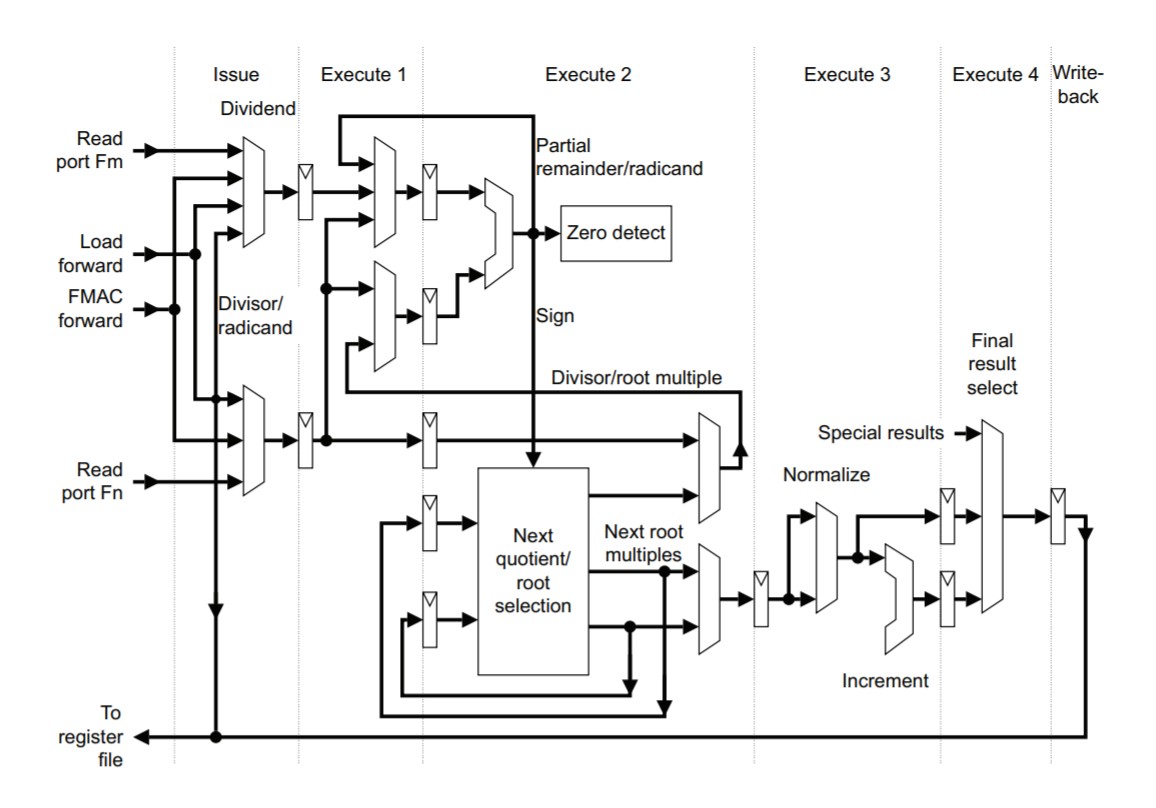 Issue
Execute 1
Execute 2
Execute 3
Execute 4
Write-
back
Dividend
Read
port Fm
Partial
remainder/radicand
Zero detect
Load
forward
FMAC
forward
Divisor/
radicand
Sign
Final
result
select
Divisor/root multiple
Special results
Read
port Fn
Normalize
Next
quotient/
root
selection
Next root
multiples
Increment
To
register
file